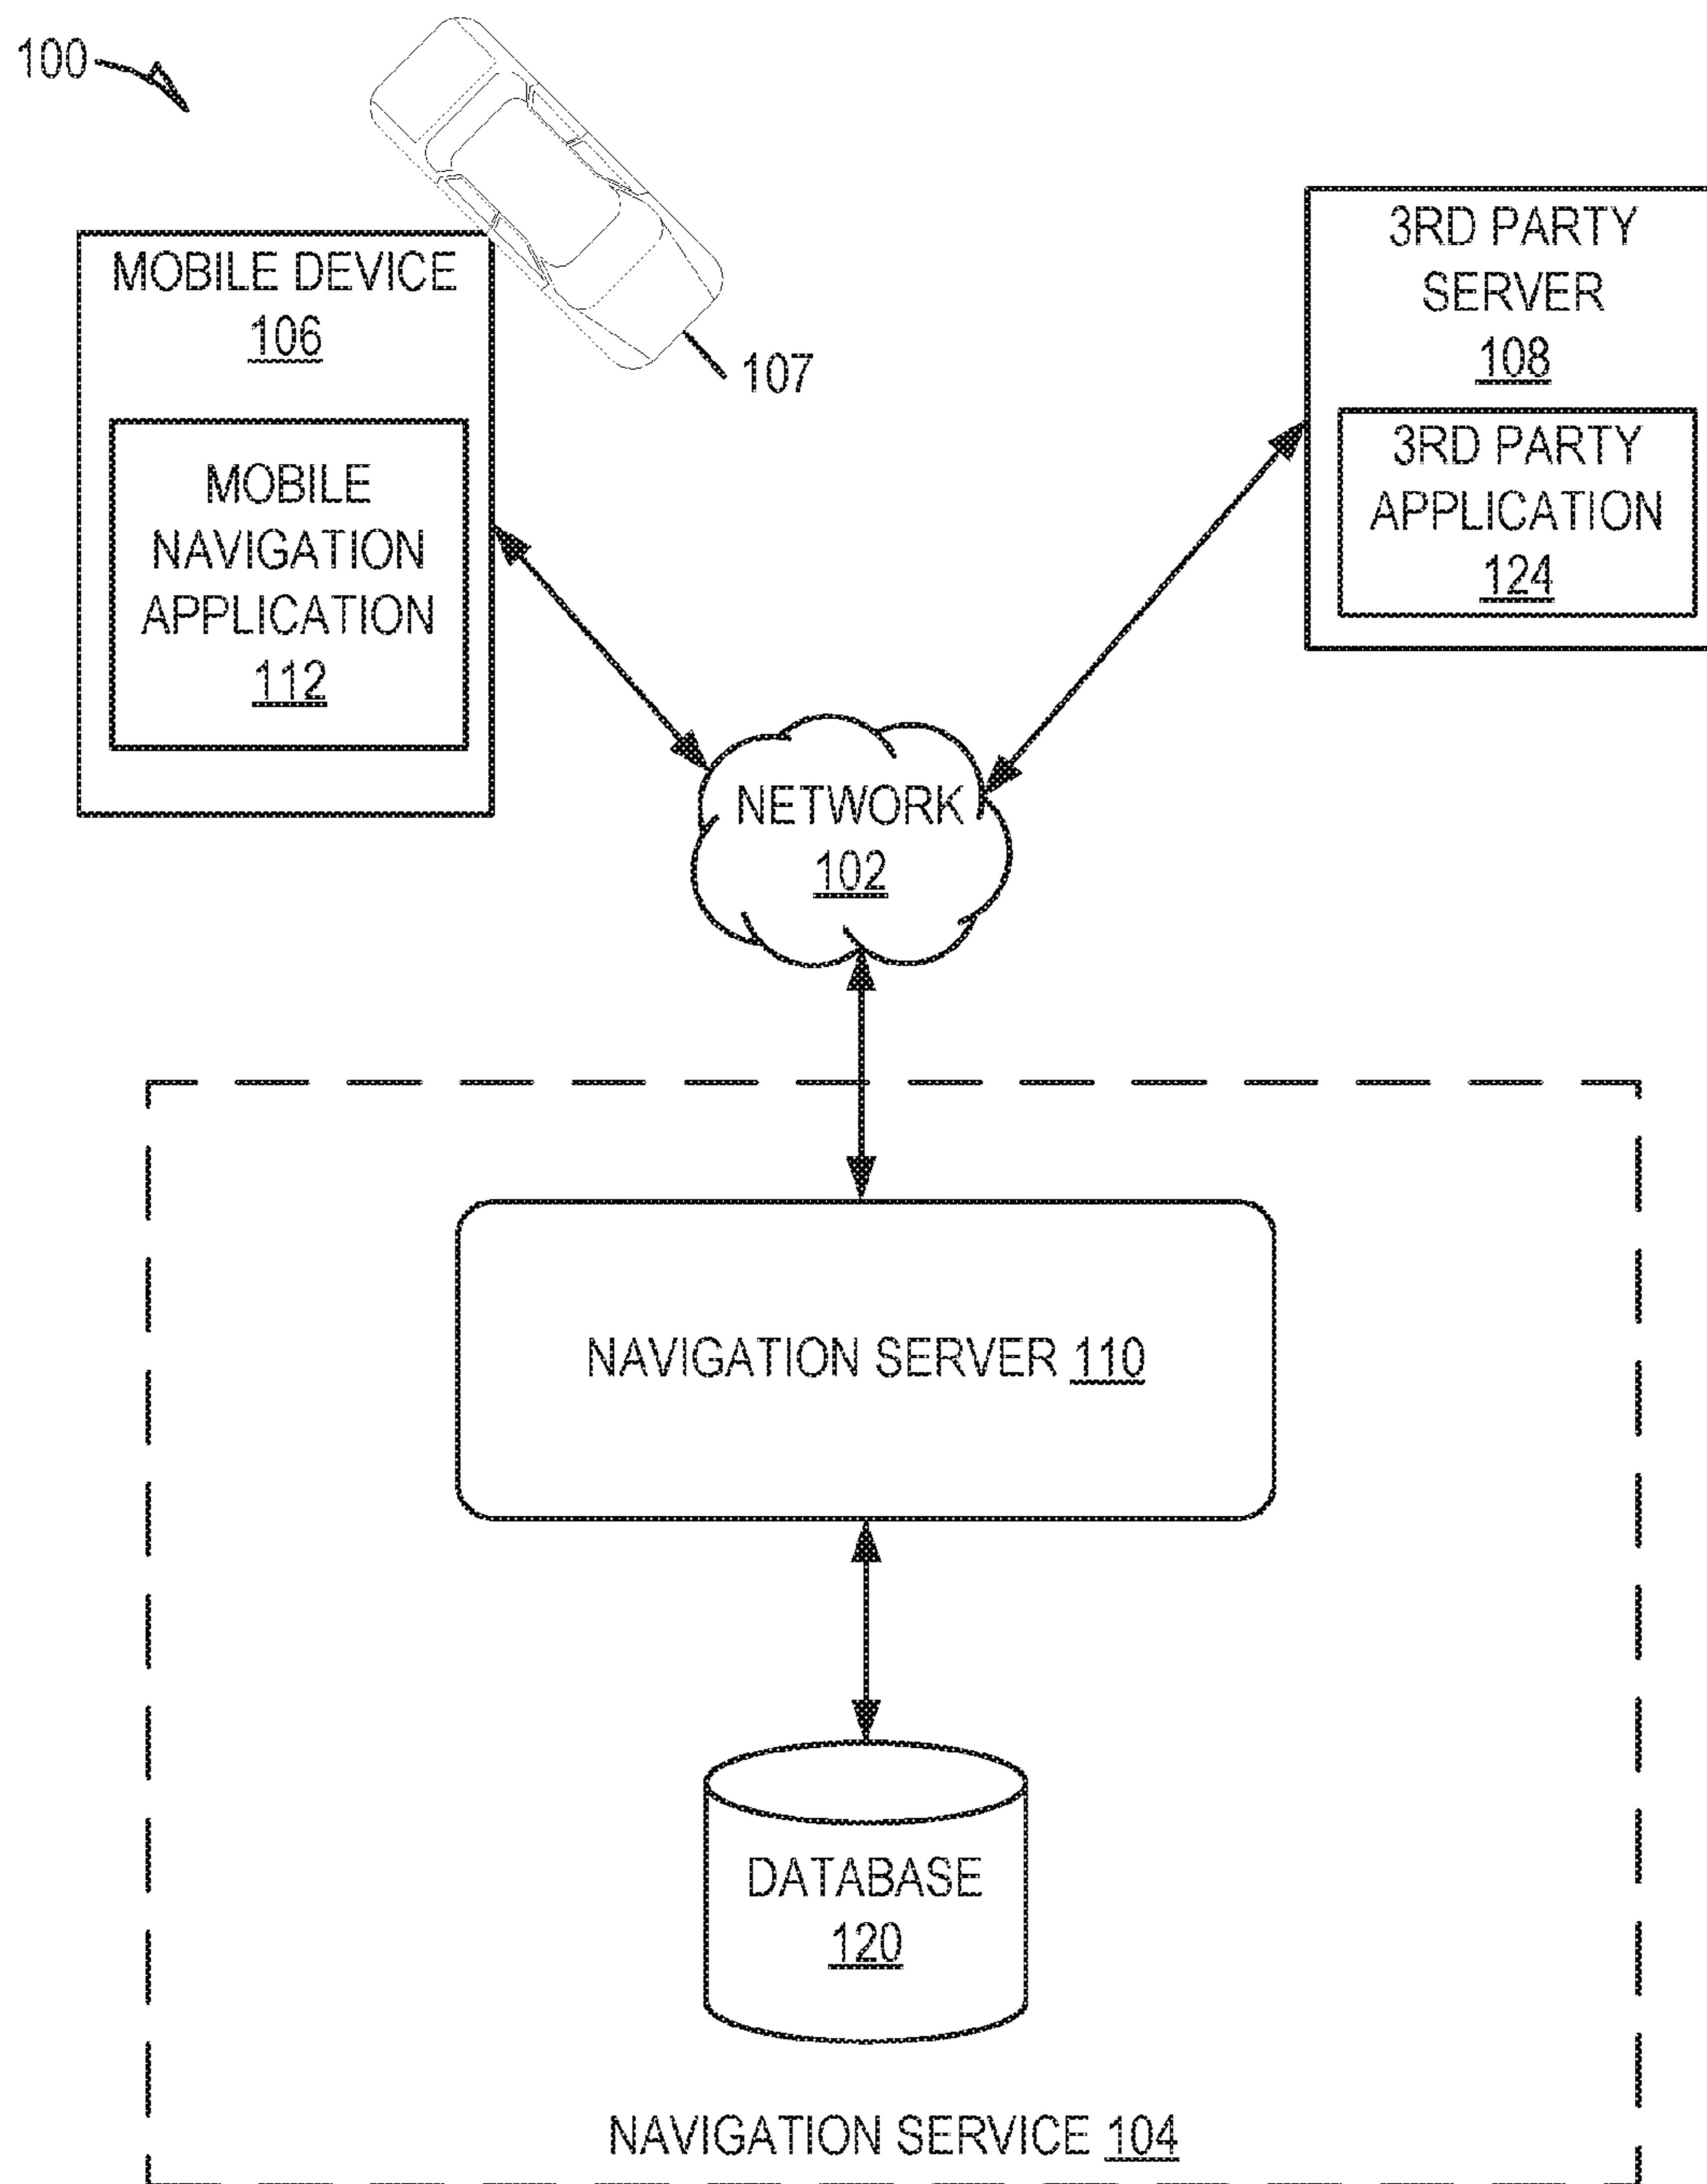 100
MOBILE DEVICE
106
107
MOBILE
NAVIGATION
APPLICATION
112
3RD PARTY
SERVER
108
3RD PARTY
APPLICATION
124
NETWORK
102
NAVIGATION SERVER 110
DATABASE
120
NAVIGATION SERVICE 104